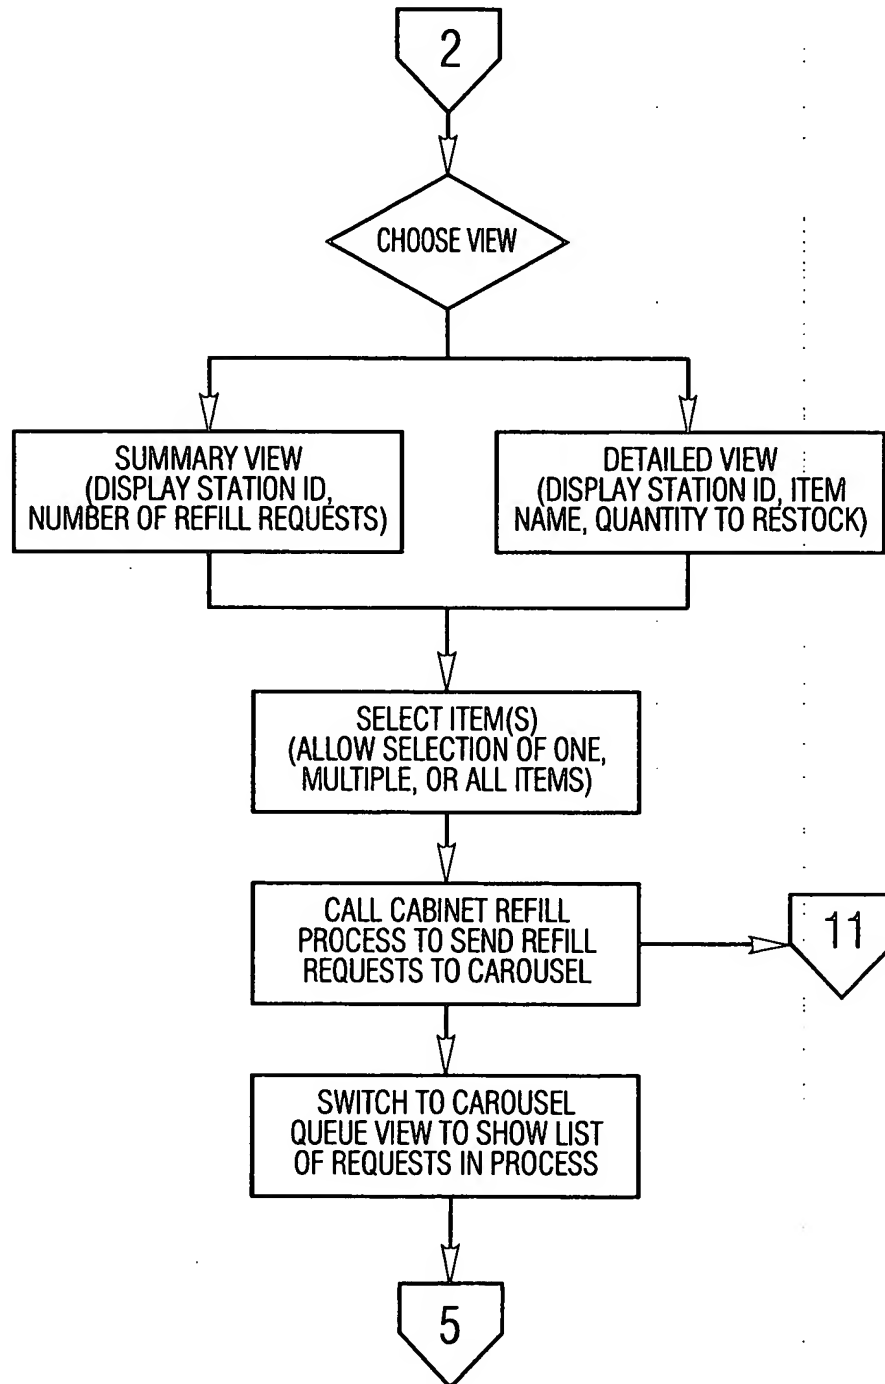 2
CHOOSE VIEW
SUMMARY VIEW
(DISPLAY STATION ID,
NUMBER OF REFILL REQUESTS)
DETAILED VIEW
(DISPLAY STATION ID, ITEM
NAME, QUANTITY TO RESTOCK)
SELECT ITEM(S)
(ALLOW SELECTION OF ONE,
MULTIPLE, OR ALL ITEMS)
CALL CABINET REFILL
PROCESS TO SEND REFILL
REQUESTS TO CAROUSEL
11
SWITCH TO CAROUSEL
QUEUE VIEW TO SHOW LIST
OF REQUESTS IN PROCESS
5